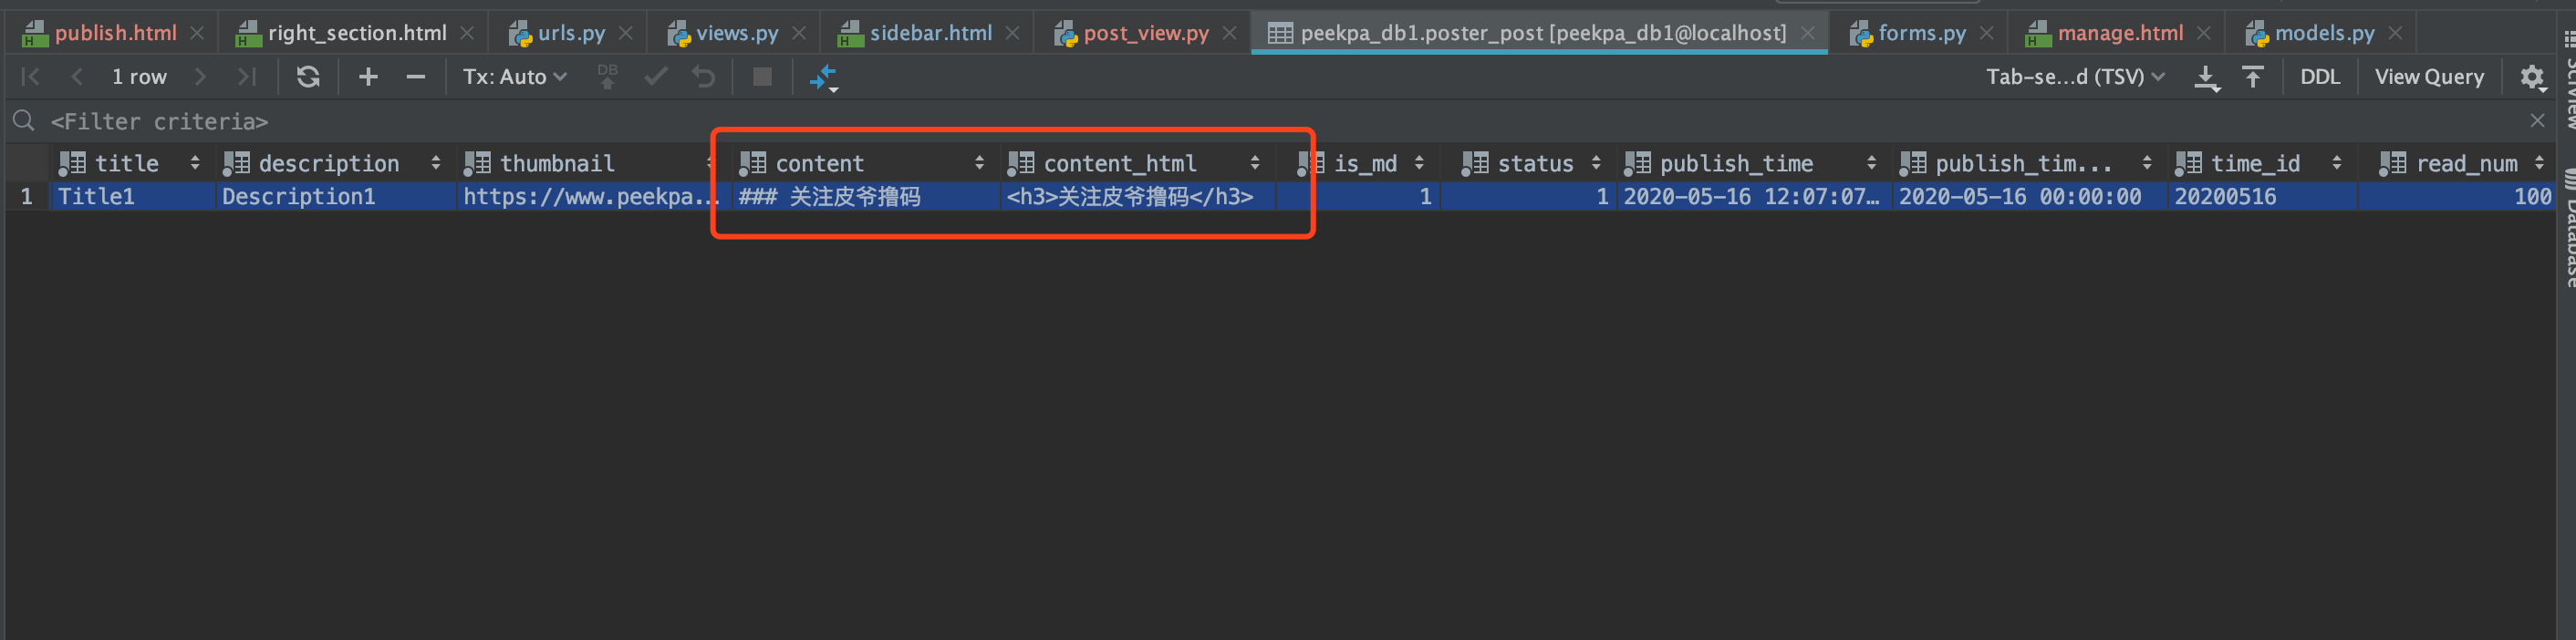 publish.html right_section.html urls.py views.py sidebar.html post_view.py peekpa_db1.poster_post [peekpa_db1@localhost] forms.py manage.html models.py
1 row Tx: Auto DB Tab-se...d (TSV) DDL View Query
<Filter criteria>
title description thumbnail content content_html is_md status publish_time publish_tim... time_id read_num
1 Title1 Description1 https://www.peekpa... ### 关注皮爷撸码 <h3>关注皮爷撸码</h3> 1 1 2020-05-16 12:07:07… 2020-05-16 00:00:00 20200516 100
SciView
Database